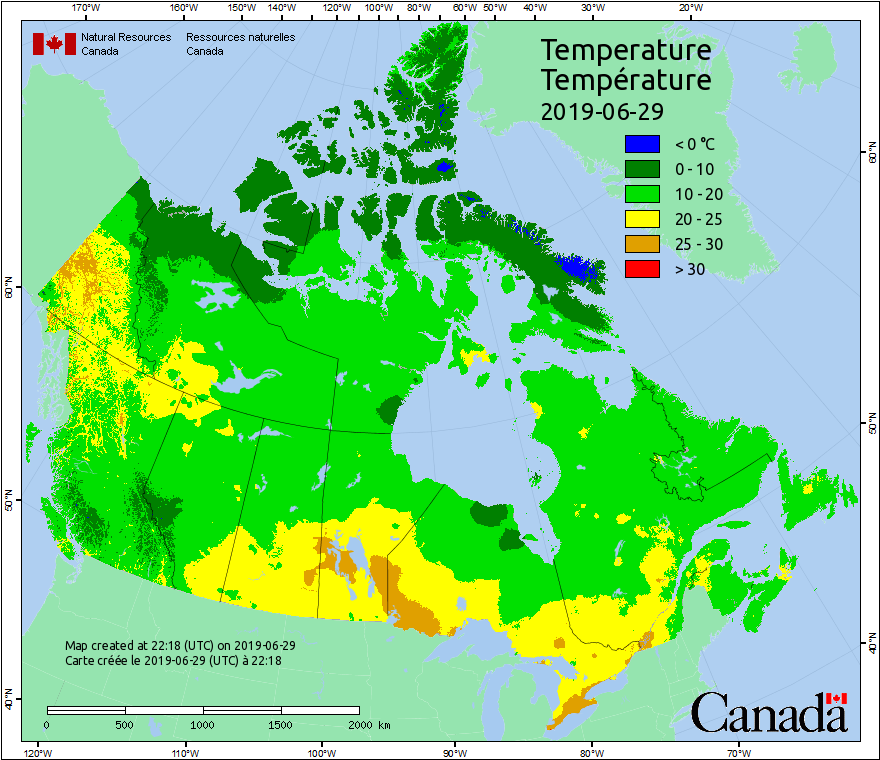 170°W 160°W 150°W 140°W 130°W 120°W 110°W 100°W 90°W 80°W 60°W 50°W 40°W 30°W 20°W
Natural Resources Ressources naturelles
Canada Canada
Temperature
Température
2019-06-29
< 0 °C
0 - 10
10 - 20
20 - 25
25 - 30
> 30
60°N
60°N
50°N
50°N
40°N
40°N
Map created at 22:18 (UTC) on 2019-06-29
Carte créée le 2019-06-29 (UTC) à 22:18
0 500 1000 1500 2000 km
Canada
120°W 110°W 100°W 90°W 80°W 70°W